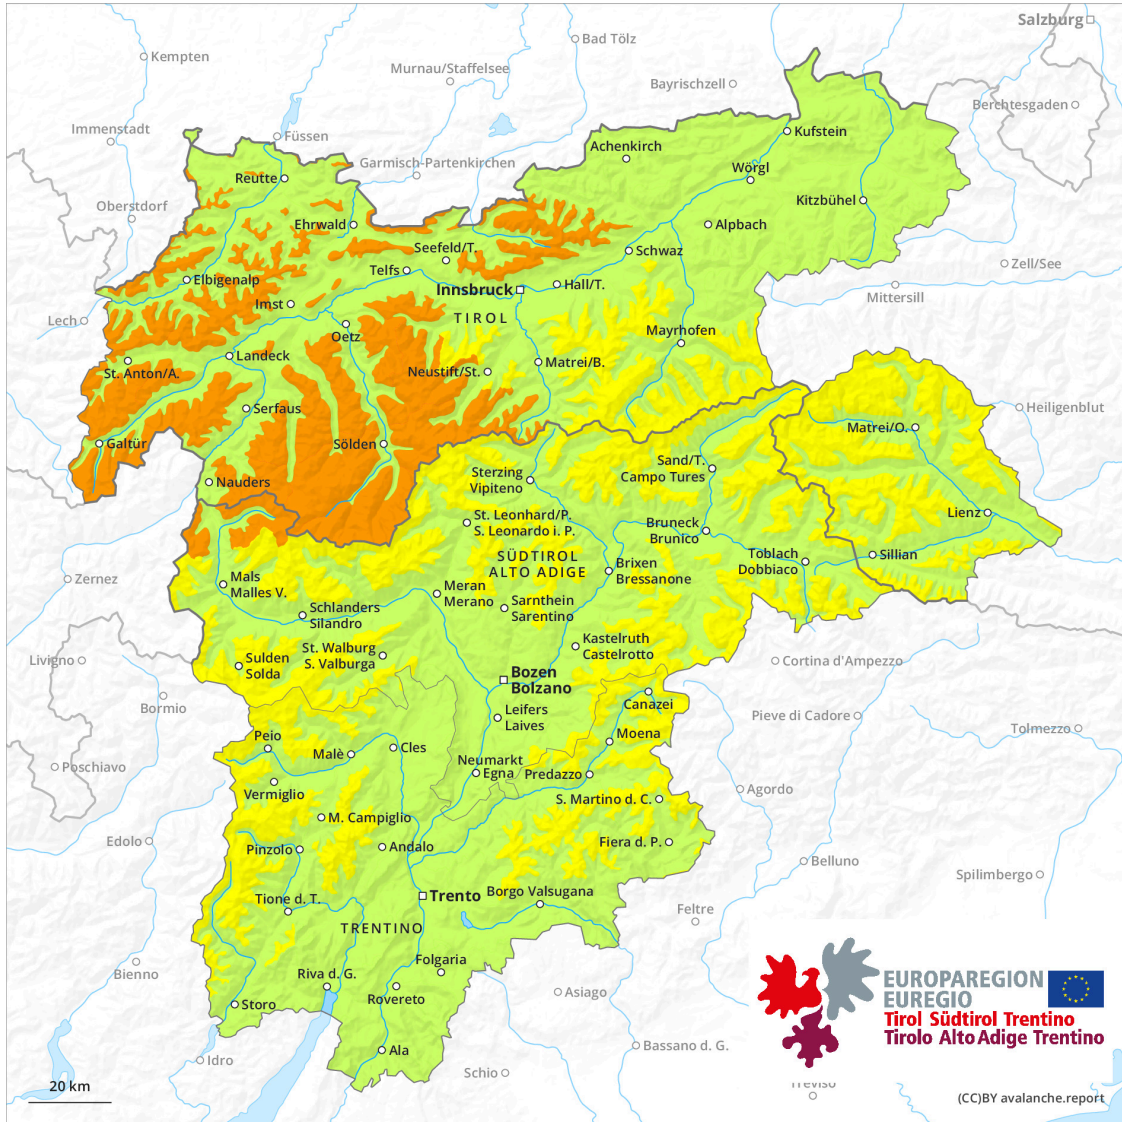 Salzburg
Bad Tölz
Kempten
Murnau/Staffelsee
Bayrischzell
Berchtesgaden
Immenstadt
Füssen
Kufstein
Achenkirch
Garmisch-Partenkirchen
Wörgl
Reutte
Kitzbühel
Oberstdorf
Ehrwald
Alpbach
Seefeld/T.
Schwaz
Zell/See
Telfs
Elbigenalp
Innsbruck
Hall/T.
Mittersill
Imst
Lech
TIROL
Mayrhofen
Oetz
Landeck
Matrei/B.
St. Anton/A.
Neustift/St.
Serfaus
Heiligenblut
Matrei/O.
Galtür
Sölden
Sand/T.
Campo Tures
Sterzing
Vipiteno
Nauders
St. Leonhard/P.
S. Leonardo i. P.
Lienz
Bruneck
Brunico
SÜDTIROL
ALTO ADIGE
Toblach
Dobbiaco
Sillian
Brixen
Bressanone
Zernez
Mals
Malles V.
Meran
Merano
Sarnthein
Sarentino
Schlanders
Silandro
Kastelruth
Castelrotto
St. Walburg
S. Valburga
Livigno
Sulden
Solda
Cortina d'Ampezzo
Bozen
Bolzano
Bormio
Canazei
Leifers
Laives
Pieve di Cadore
Tolmezzo
Moena
Peio
Malè
Cles
Neumarkt
Egna
Predazzo
Poschiavo
Vermiglio
Agordo
S. Martino d. C.
M. Campiglio
Edolo
Pinzolo
Andalo
Fiera d. P.
Belluno
Spilimbergo
Trento
Borgo Valsugana
Tione d. T.
Feltre
TRENTINO
Folgaria
Bienno
Riva d. G.
Rovereto
Asiago
Storo
Ala
Bassano d. G.
Idro
Schio
Treviso
EUROPAREGION
EUREGIO
Tirol Südtirol Trentino
Tirolo Alto Adige Trentino
20 km
(CC)BY avalanche.report